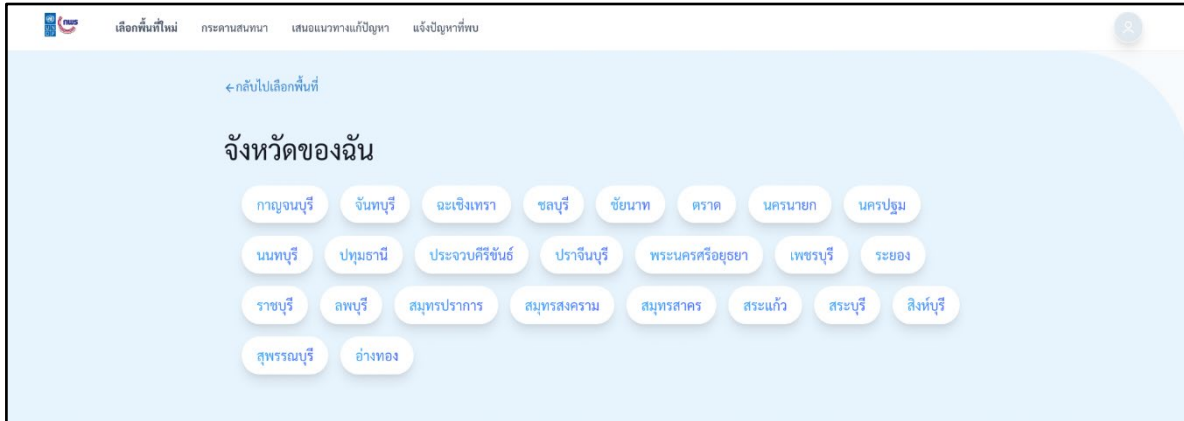 กพส เลือกพื้นที่ใหม่ กระดานสนทนา เสนอแนวทางแก้ปัญหา แจ้งปัญหาที่พบ
←กลับไปเลือกพื้นที่
จังหวัดของฉัน
กาญจนบุรี จันทบุรี ฉะเชิงเทรา ชลบุรี ชัยนาท ตราด นครนายก นครปฐม
นนทบุรี ปทุมธานี ประจวบคีรีขันธ์ ปราจีนบุรี พระนครศรีอยุธยา เพชรบุรี ระยอง
ราชบุรี ลพบุรี สมุทรปราการ สมุทรสงคราม สมุทรสาคร สระแก้ว สระบุรี สิงห์บุรี
สุพรรณบุรี อ่างทอง